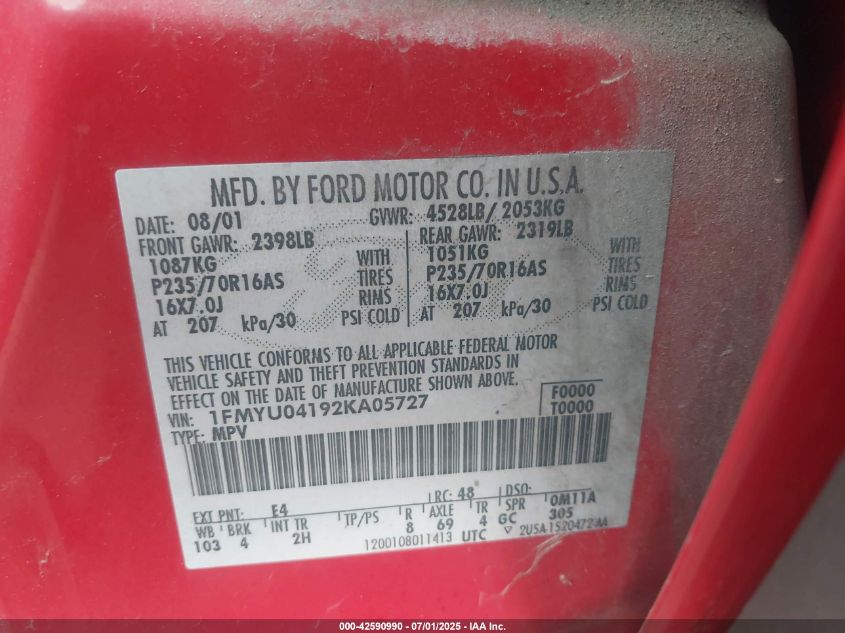 MFD. BY FORD MOTOR CO. IN U.S.A.
DATE: 08/01 GVWR: 4528LB/ 2053KG
FRONT GAWR: 2398LB REAR GAWR: 2319LB
1087KG WITH 1051KG WITH
P235/70R16AS TIRES P235/70R16AS TIRES
16X7.0J RIMS 16X7.0J RIMS
AT 207 kPa/30 PSI COLD AT 207 kPa/30 PSI COLD
THIS VEHICLE CONFORMS TO ALL APPLICABLE FEDERAL MOTOR
VEHICLE SAFETY AND THEFT PREVENTION STANDARDS IN
EFFECT ON THE DATE OF MANUFACTURE SHOWN ABOVE.
VIN: 1FMYU04192KA05727 F0000
TYPE: MPV T0000
EXT PNT: E4 RC: 48 DSO: 0M11A
WB BRK INT TR TP/PS R AXLE TR SPR 305
103 4 2H 8 69 4 GC
1200108011413 UTC ▽ 2U5A-1520472-AA
000-42590990 - 07/01/2025 - IAA Inc.